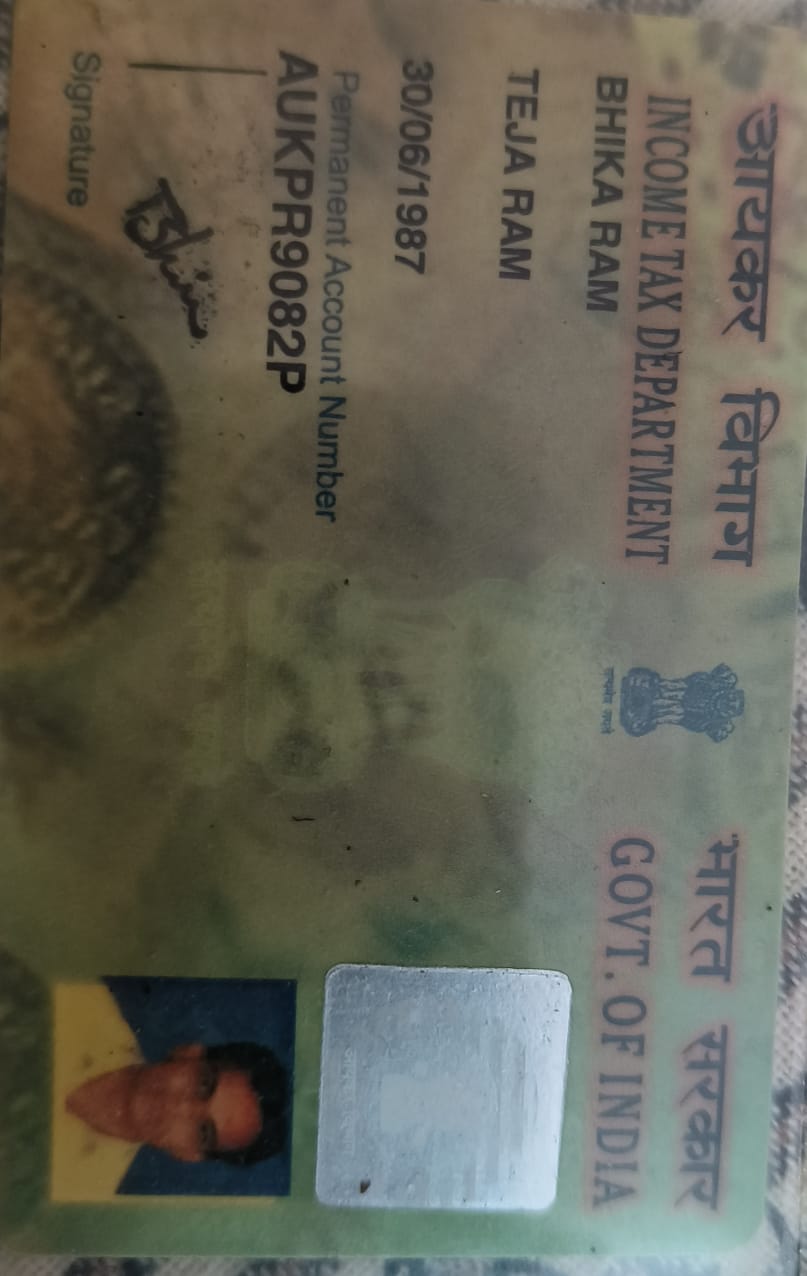 आयकर विभाग
INCOME TAX DEPARTMENT
भारत सरकार
GOVT. OF INDIA
सत्यमेव जयते
BHIKA RAM
TEJA RAM
30/06/1987
Permanent Account Number
AUKPR9082P
Signature
आयकर विभाग